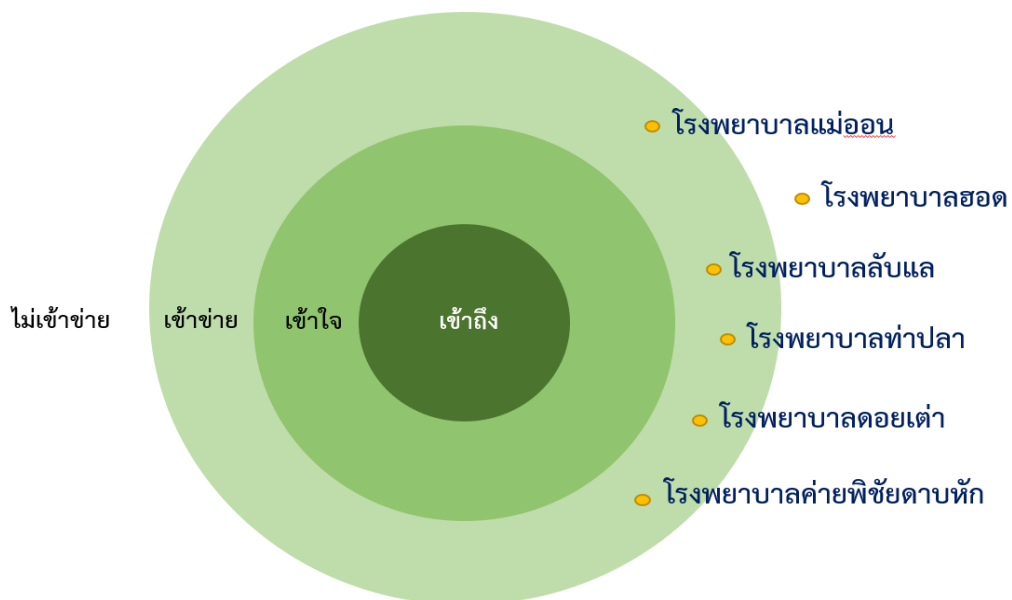 โรงพยาบาลแม่ออน
โรงพยาบาลฮอด
โรงพยาบาลลับแล
ไม่เข้าข่าย เข้าข่าย เข้าใจ เข้าถึง
โรงพยาบาลท่าปลา
โรงพยาบาลดอยเต่า
โรงพยาบาลค่ายพิชัยดาบหัก